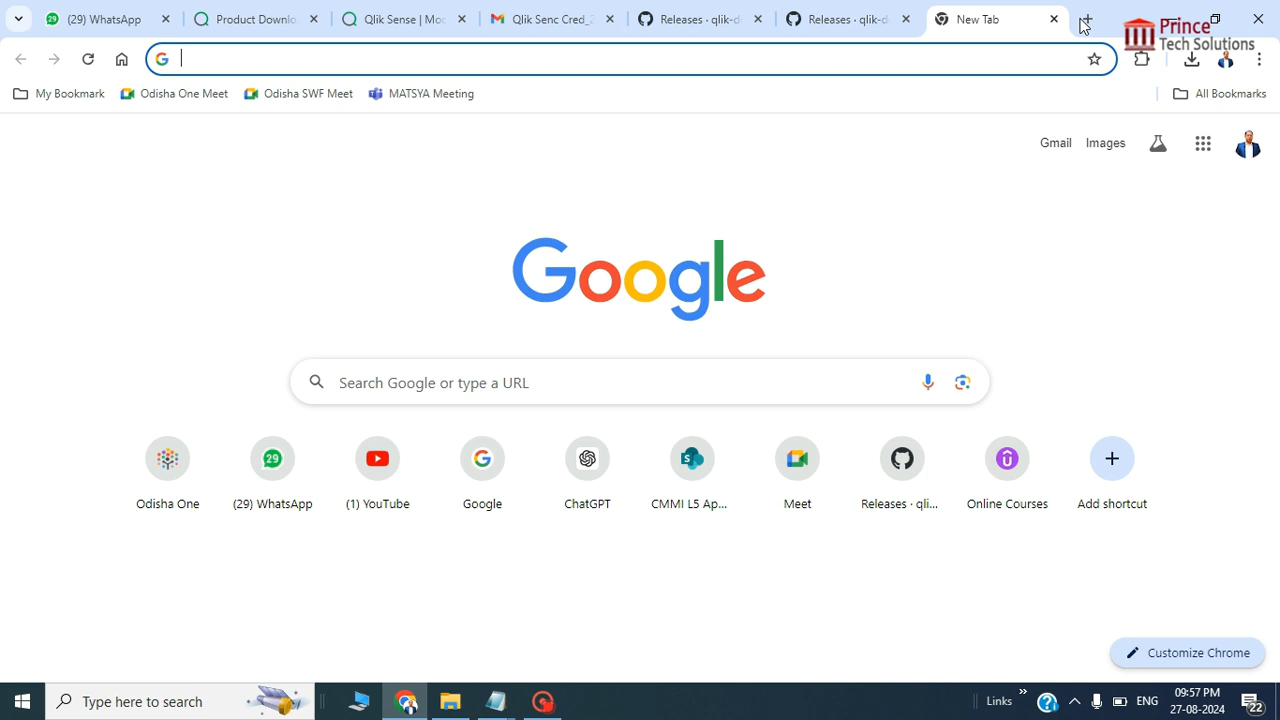 (29) WhatsApp
Product Downlo
Qlik Sense | Moc
Qlik Senc Cred_2
Releases · qlik-d
Releases · qlik-d
New Tab
Prince
Tech Solutions
My Bookmark
Odisha One Meet
Odisha SWF Meet
MATSYA Meeting
All Bookmarks
Gmail
Images
Google
Search Google or type a URL
29
Odisha One
(29) WhatsApp
(1) YouTube
Google
ChatGPT
CMMI L5 Ap...
Meet
Releases · qli...
Online Courses
Add shortcut
Customize Chrome
Type here to search
Links
ENG
09:57 PM
27-08-2024
22